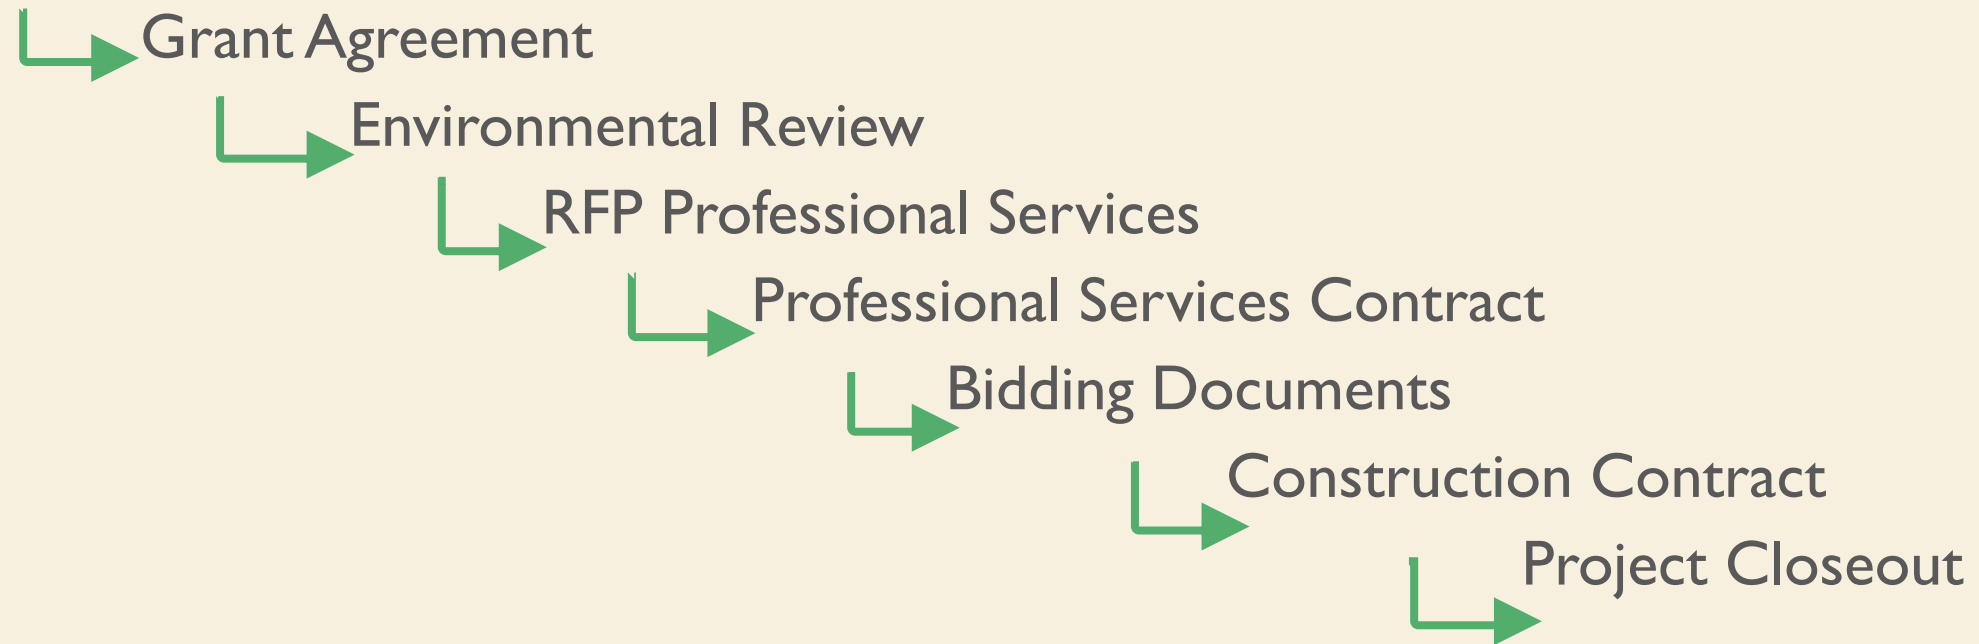 Grant Agreement
Environmental Review
RFP Professional Services
Professional Services Contract
Bidding Documents
Construction Contract
Project Closeout